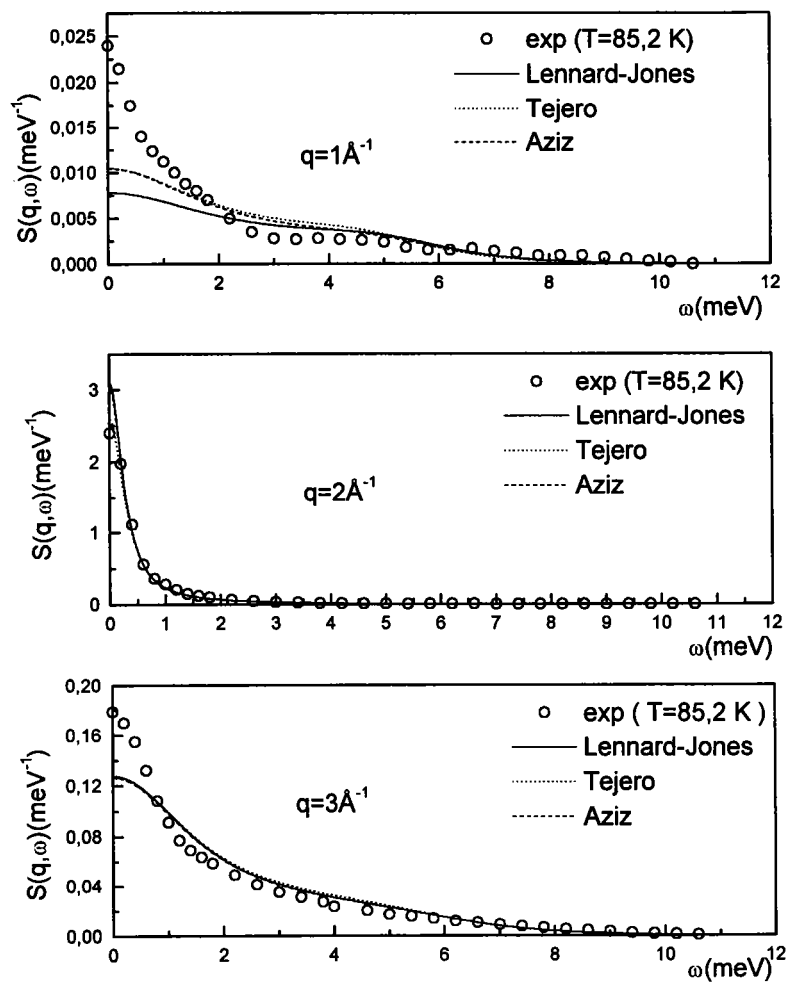 0,025
0,020
0,015
0,010
0,005
0,000
S(q,ω)(meV⁻¹)
exp (T=85,2 K)
Lennard-Jones
Tejero
Aziz
q=1Å⁻¹
0 2 4 6 8 10 12
ω(meV)
3
2
1
0
S(q,ω)(meV⁻¹)
exp (T=85,2 K)
Lennard-Jones
Tejero
Aziz
q=2Å⁻¹
0 1 2 3 4 5 6 7 8 9 10 11 12
ω(meV)
0,20
0,16
0,12
0,08
0,04
0,00
S(q,ω)(meV⁻¹)
exp ( T=85,2 K )
Lennard-Jones
Tejero
Aziz
q=3Å⁻¹
0 2 4 6 8 10 12
ω(meV)